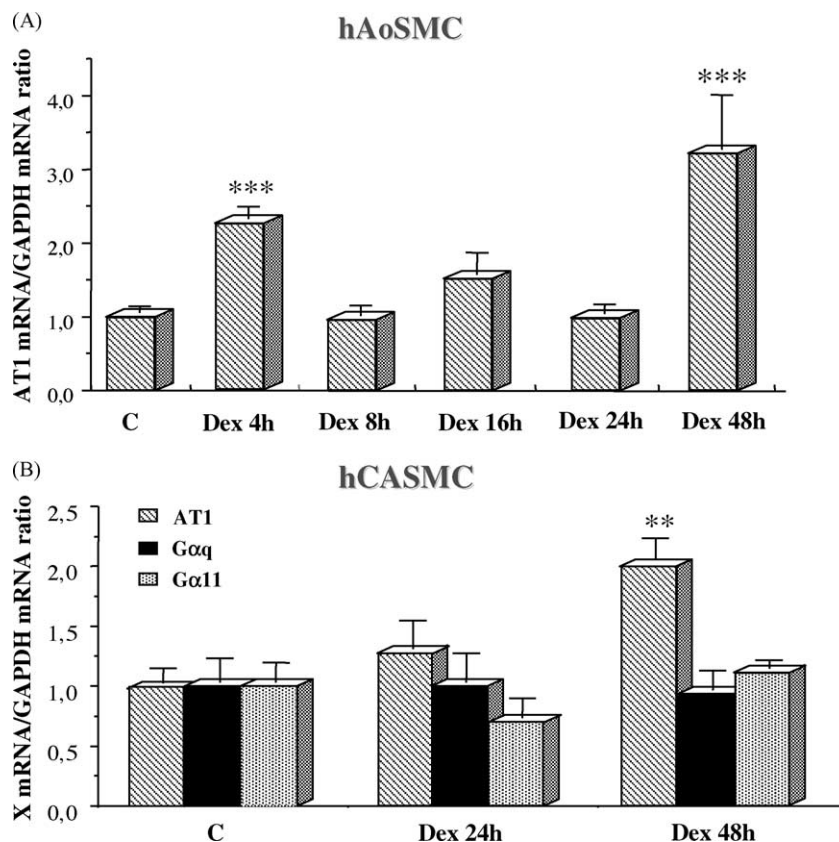 (A)
hAoSMC
AT1 mRNA/GAPDH mRNA ratio
4,0
3,0
2,0
1,0
0,0
***
***
C Dex 4h Dex 8h Dex 16h Dex 24h Dex 48h
(B)
hCASMC
X mRNA/GAPDH mRNA ratio
2,5
2,0
1,5
1,0
0,5
0,0
AT1
Gαq
Gα11
**
C Dex 24h Dex 48h